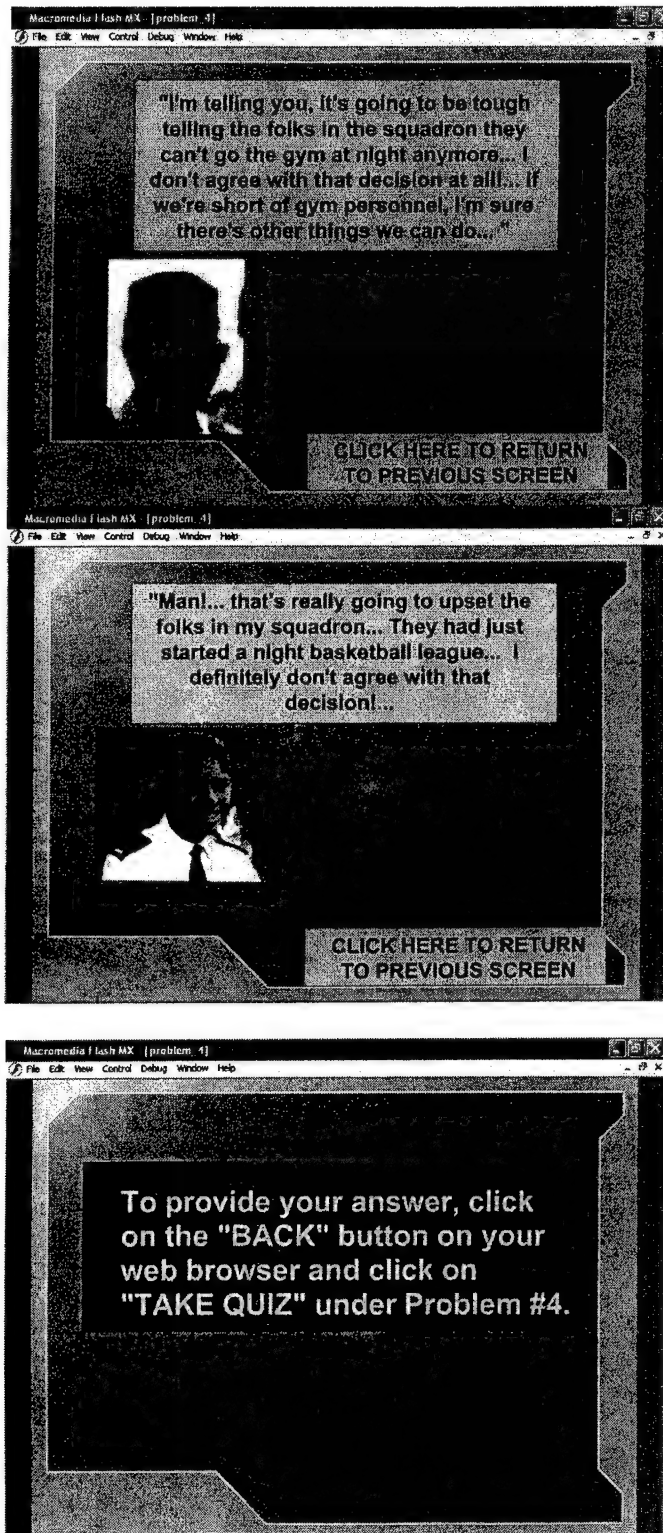 Macromedia Flash MX - [problem_4]
File Edit View Control Debug Window Help
"I'm telling you, it's going to be tough
telling the folks in the squadron they
can't go the gym at night anymore... I
don't agree with that decision at all!... If
we're short of gym personnel, I'm sure
there's other things we can do... "
CLICK HERE TO RETURN
TO PREVIOUS SCREEN
Macromedia Flash MX - [problem_4]
File Edit View Control Debug Window Help
"Man!... that's really going to upset the
folks in my squadron... They had just
started a night basketball league... I
definitely don't agree with that
decision!...
CLICK HERE TO RETURN
TO PREVIOUS SCREEN
Macromedia Flash MX - [problem_4]
File Edit View Control Debug Window Help
To provide your answer, click
on the "BACK" button on your
web browser and click on
"TAKE QUIZ" under Problem #4.